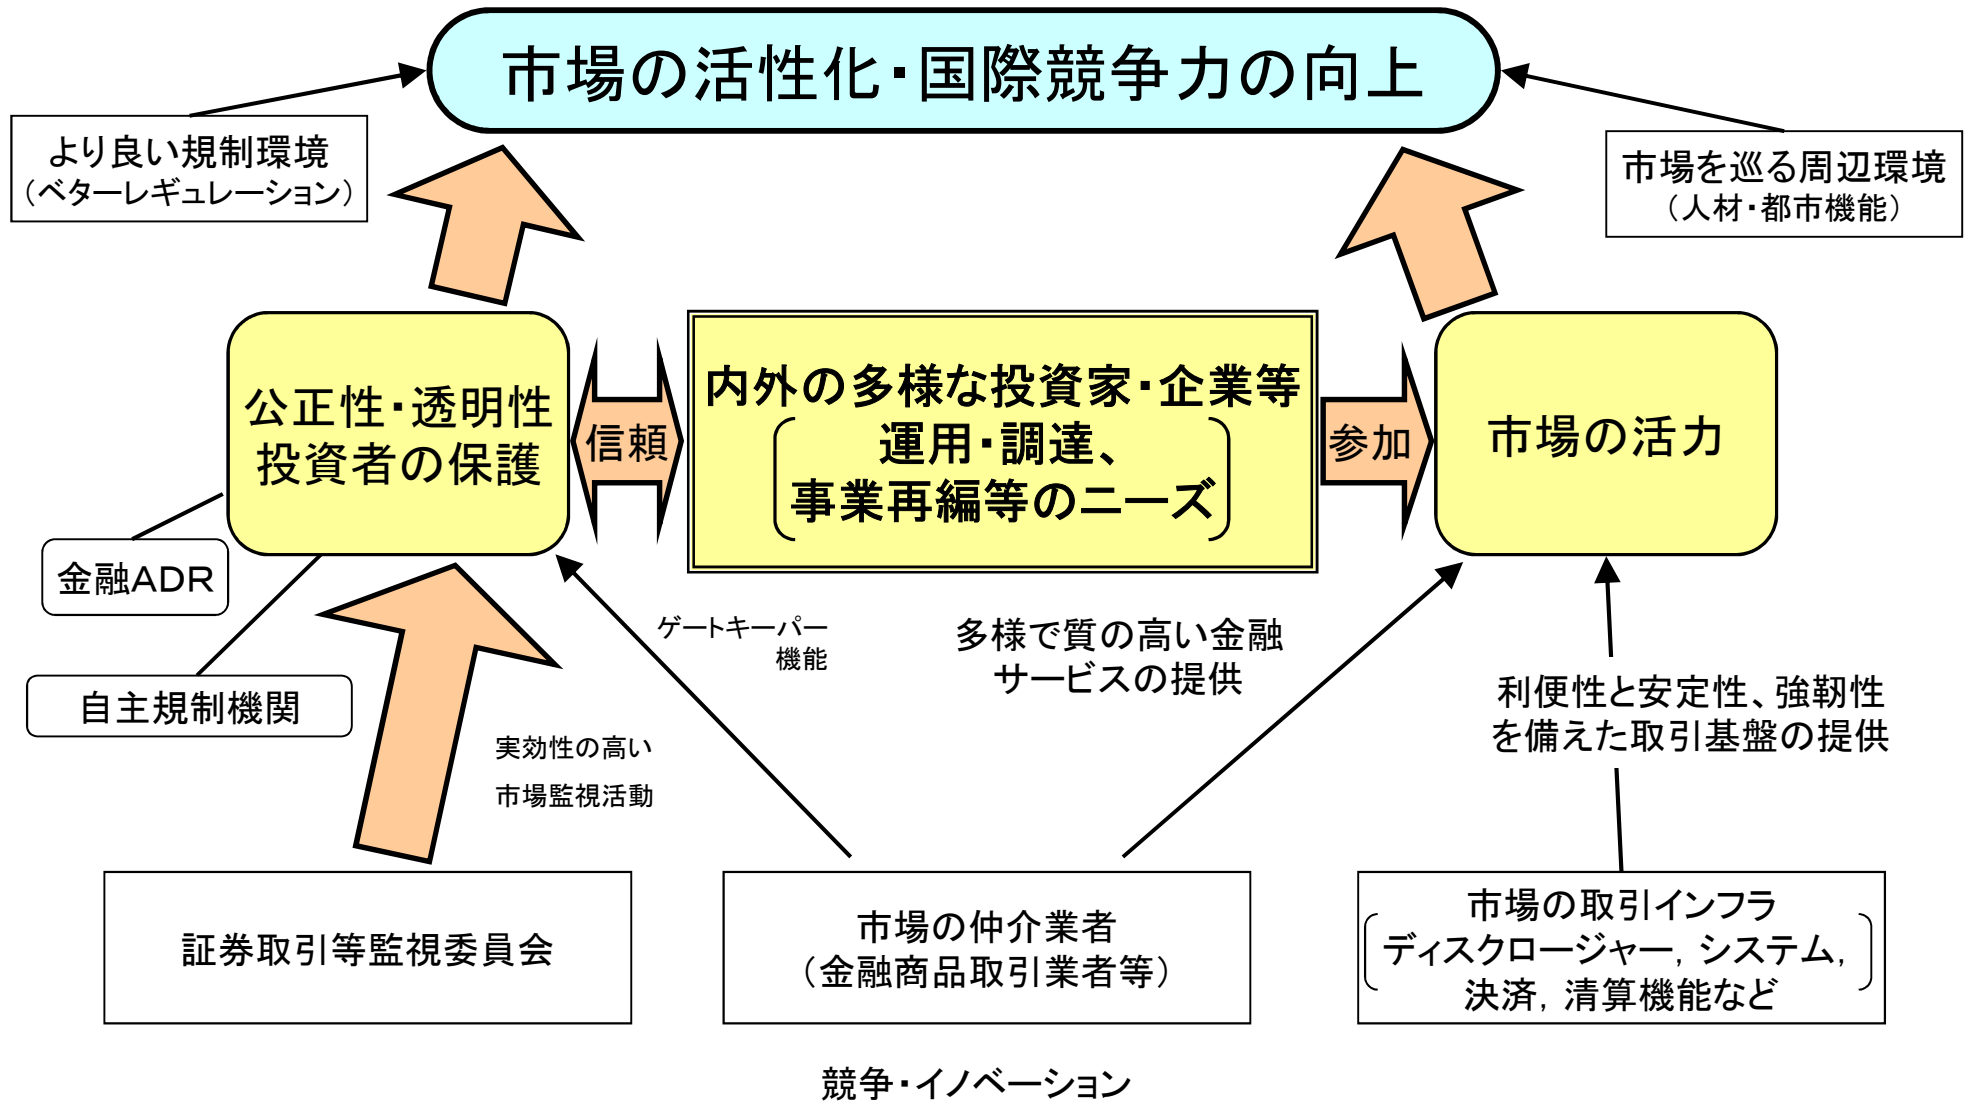 市場の活性化・国際競争力の向上
より良い規制環境
（ベターレギュレーション）
市場を巡る周辺環境
（人材・都市機能）
公正性・透明性
投資者の保護
信頼
内外の多様な投資家・企業等
運用・調達、
事業再編等のニーズ
参加
市場の活力
金融ADR
自主規制機関
ゲートキーパー
機能
多様で質の高い金融
サービスの提供
利便性と安定性、強靭性
を備えた取引基盤の提供
実効性の高い
市場監視活動
証券取引等監視委員会
市場の仲介業者
（金融商品取引業者等）
市場の取引インフラ
ディスクロージャー, システム,
決済, 清算機能など
競争・イノベーション